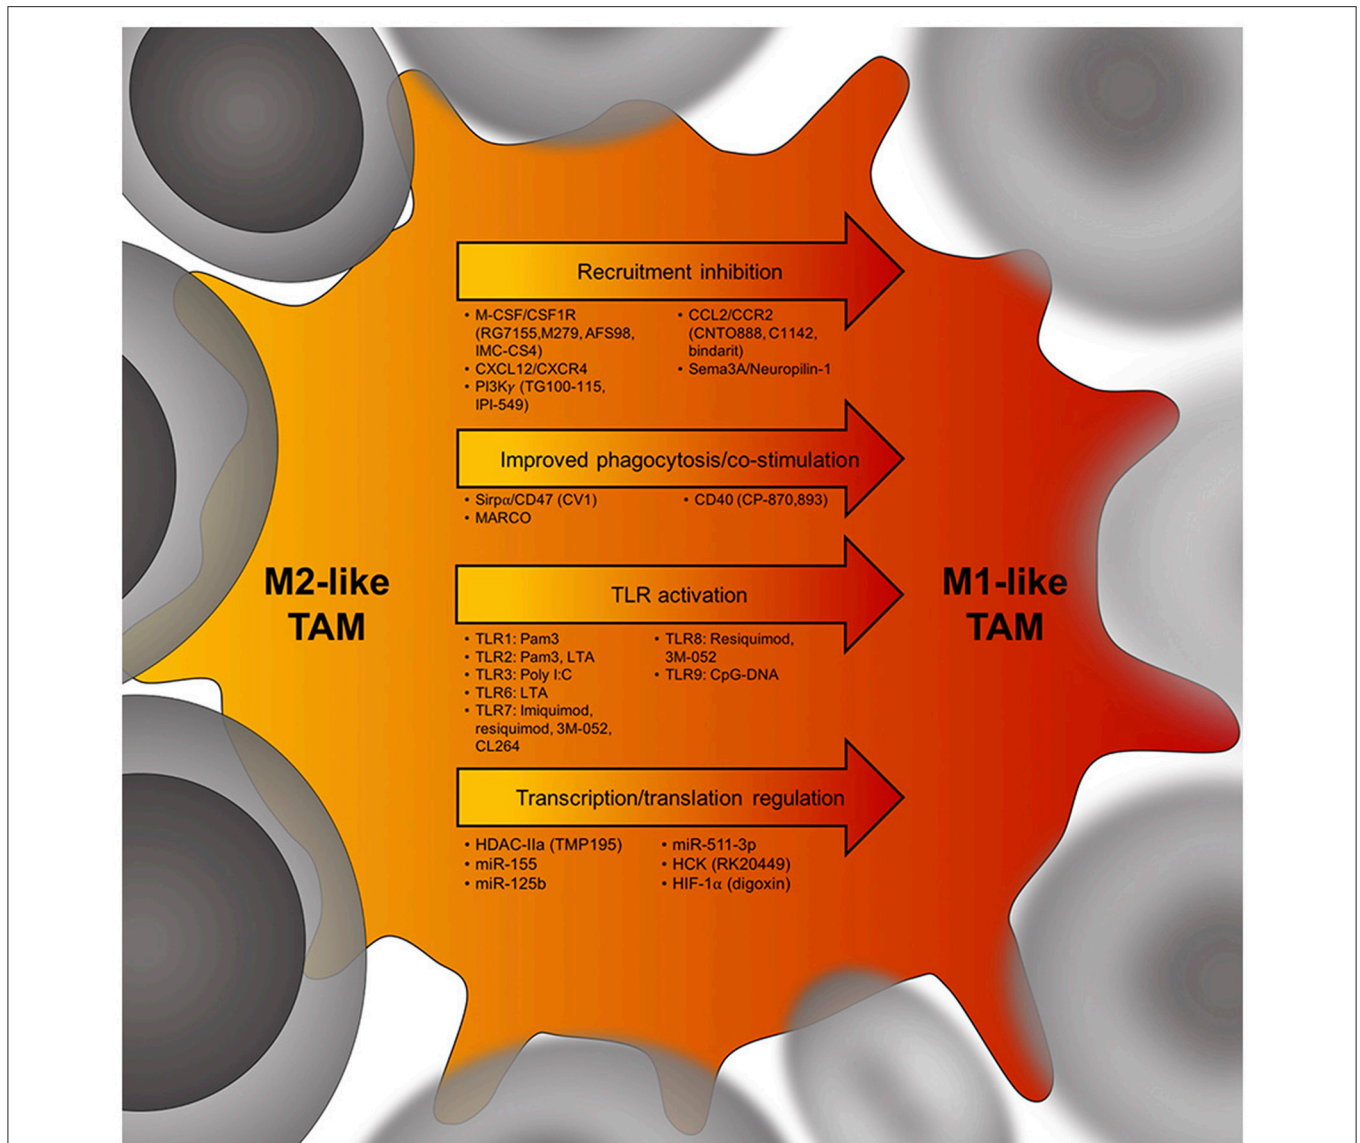 Recruitment inhibition
• M-CSF/CSF1R
(RG7155,M279, AFS98,
IMC-CS4)
• CXCL12/CXCR4
• PI3Kγ (TG100-115,
IPI-549)
• CCL2/CCR2
(CNTO888, C1142,
bindarit)
• Sema3A/Neuropilin-1
Improved phagocytosis/co-stimulation
• Sirpα/CD47 (CV1)
• MARCO
• CD40 (CP-870,893)
M2-like
TAM
TLR activation
• TLR1: Pam3
• TLR2: Pam3, LTA
• TLR3: Poly I:C
• TLR6: LTA
• TLR7: Imiquimod,
resiquimod, 3M-052,
CL264
• TLR8: Resiquimod,
3M-052
• TLR9: CpG-DNA
M1-like
TAM
Transcription/translation regulation
• HDAC-IIa (TMP195)
• miR-155
• miR-125b
• miR-511-3p
• HCK (RK20449)
• HIF-1α (digoxin)